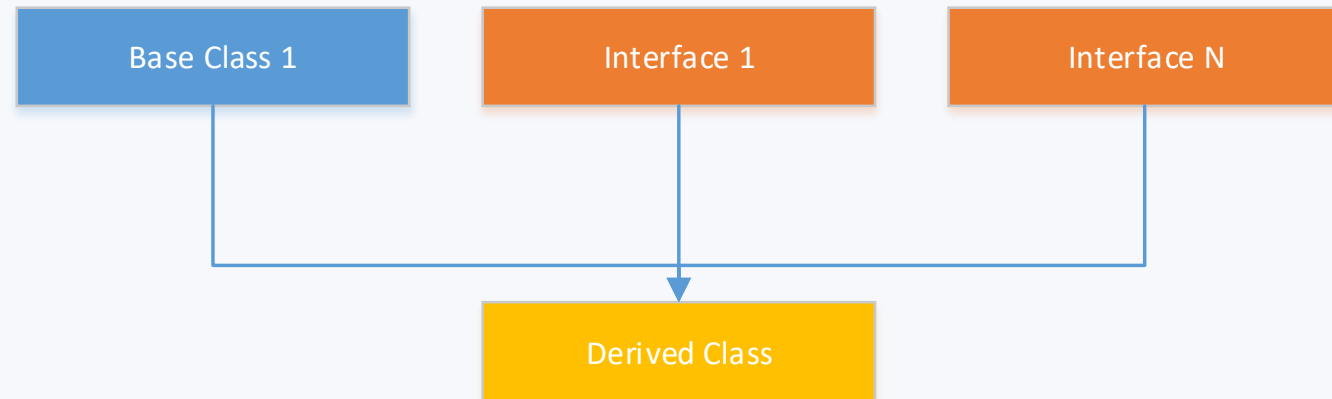 Base Class 1
Interface 1
Interface N
Derived Class